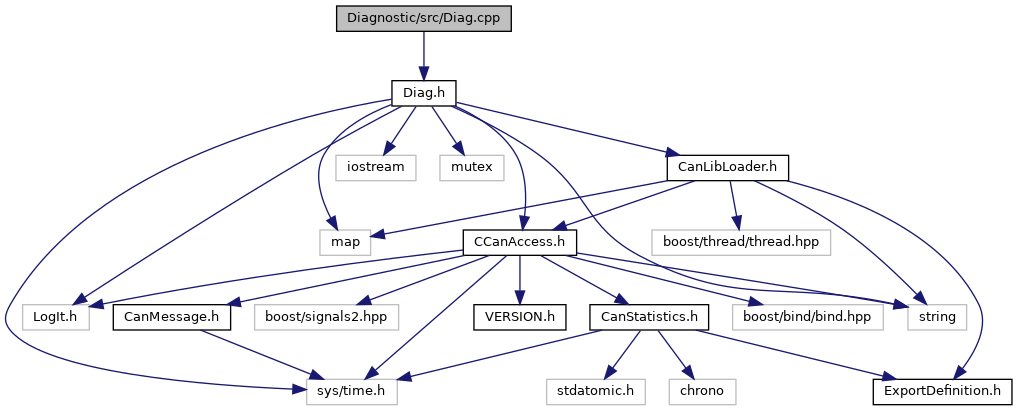 Diagnostic/src/Diag.cpp
Diag.h
iostream
mutex
CanLibLoader.h
map
CCanAccess.h
boost/thread/thread.hpp
LogIt.h
CanMessage.h
boost/signals2.hpp
VERSION.h
CanStatistics.h
boost/bind/bind.hpp
string
sys/time.h
stdatomic.h
chrono
ExportDefinition.h